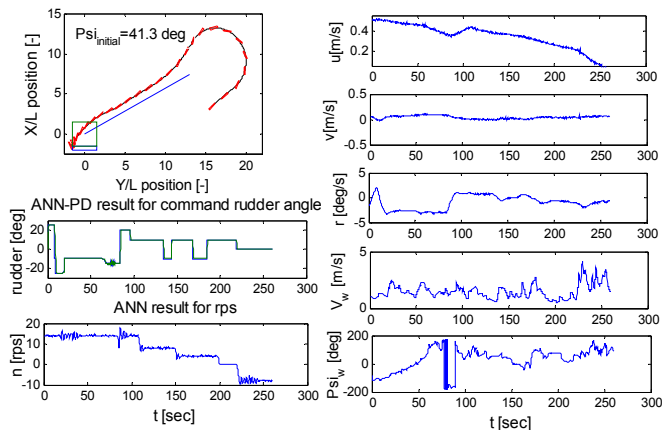 Psi_initial=41.3 deg
X/L position [-]
15
10
5
0
0 5 10 15 20 25
Y/L position [-]
ANN-PD result for command rudder angle
rudder [deg]
20
0
-20
0 50 100 150 200 250 300
ANN result for rps
n [rps]
20
10
0
-10
0 50 100 150 200 250 300
t [sec]
u[m/s]
0.4
0.2
0 50 100 150 200 250 300
v[m/s]
0.5
0
-0.5
0 50 100 150 200 250 300
r [deg/s]
5
0
-5
0 50 100 150 200 250 300
V_w [m/s]
4
2
0
0 50 100 150 200 250 300
Psi_w [deg]
200
0
-200
0 50 100 150 200 250 300
t [sec]